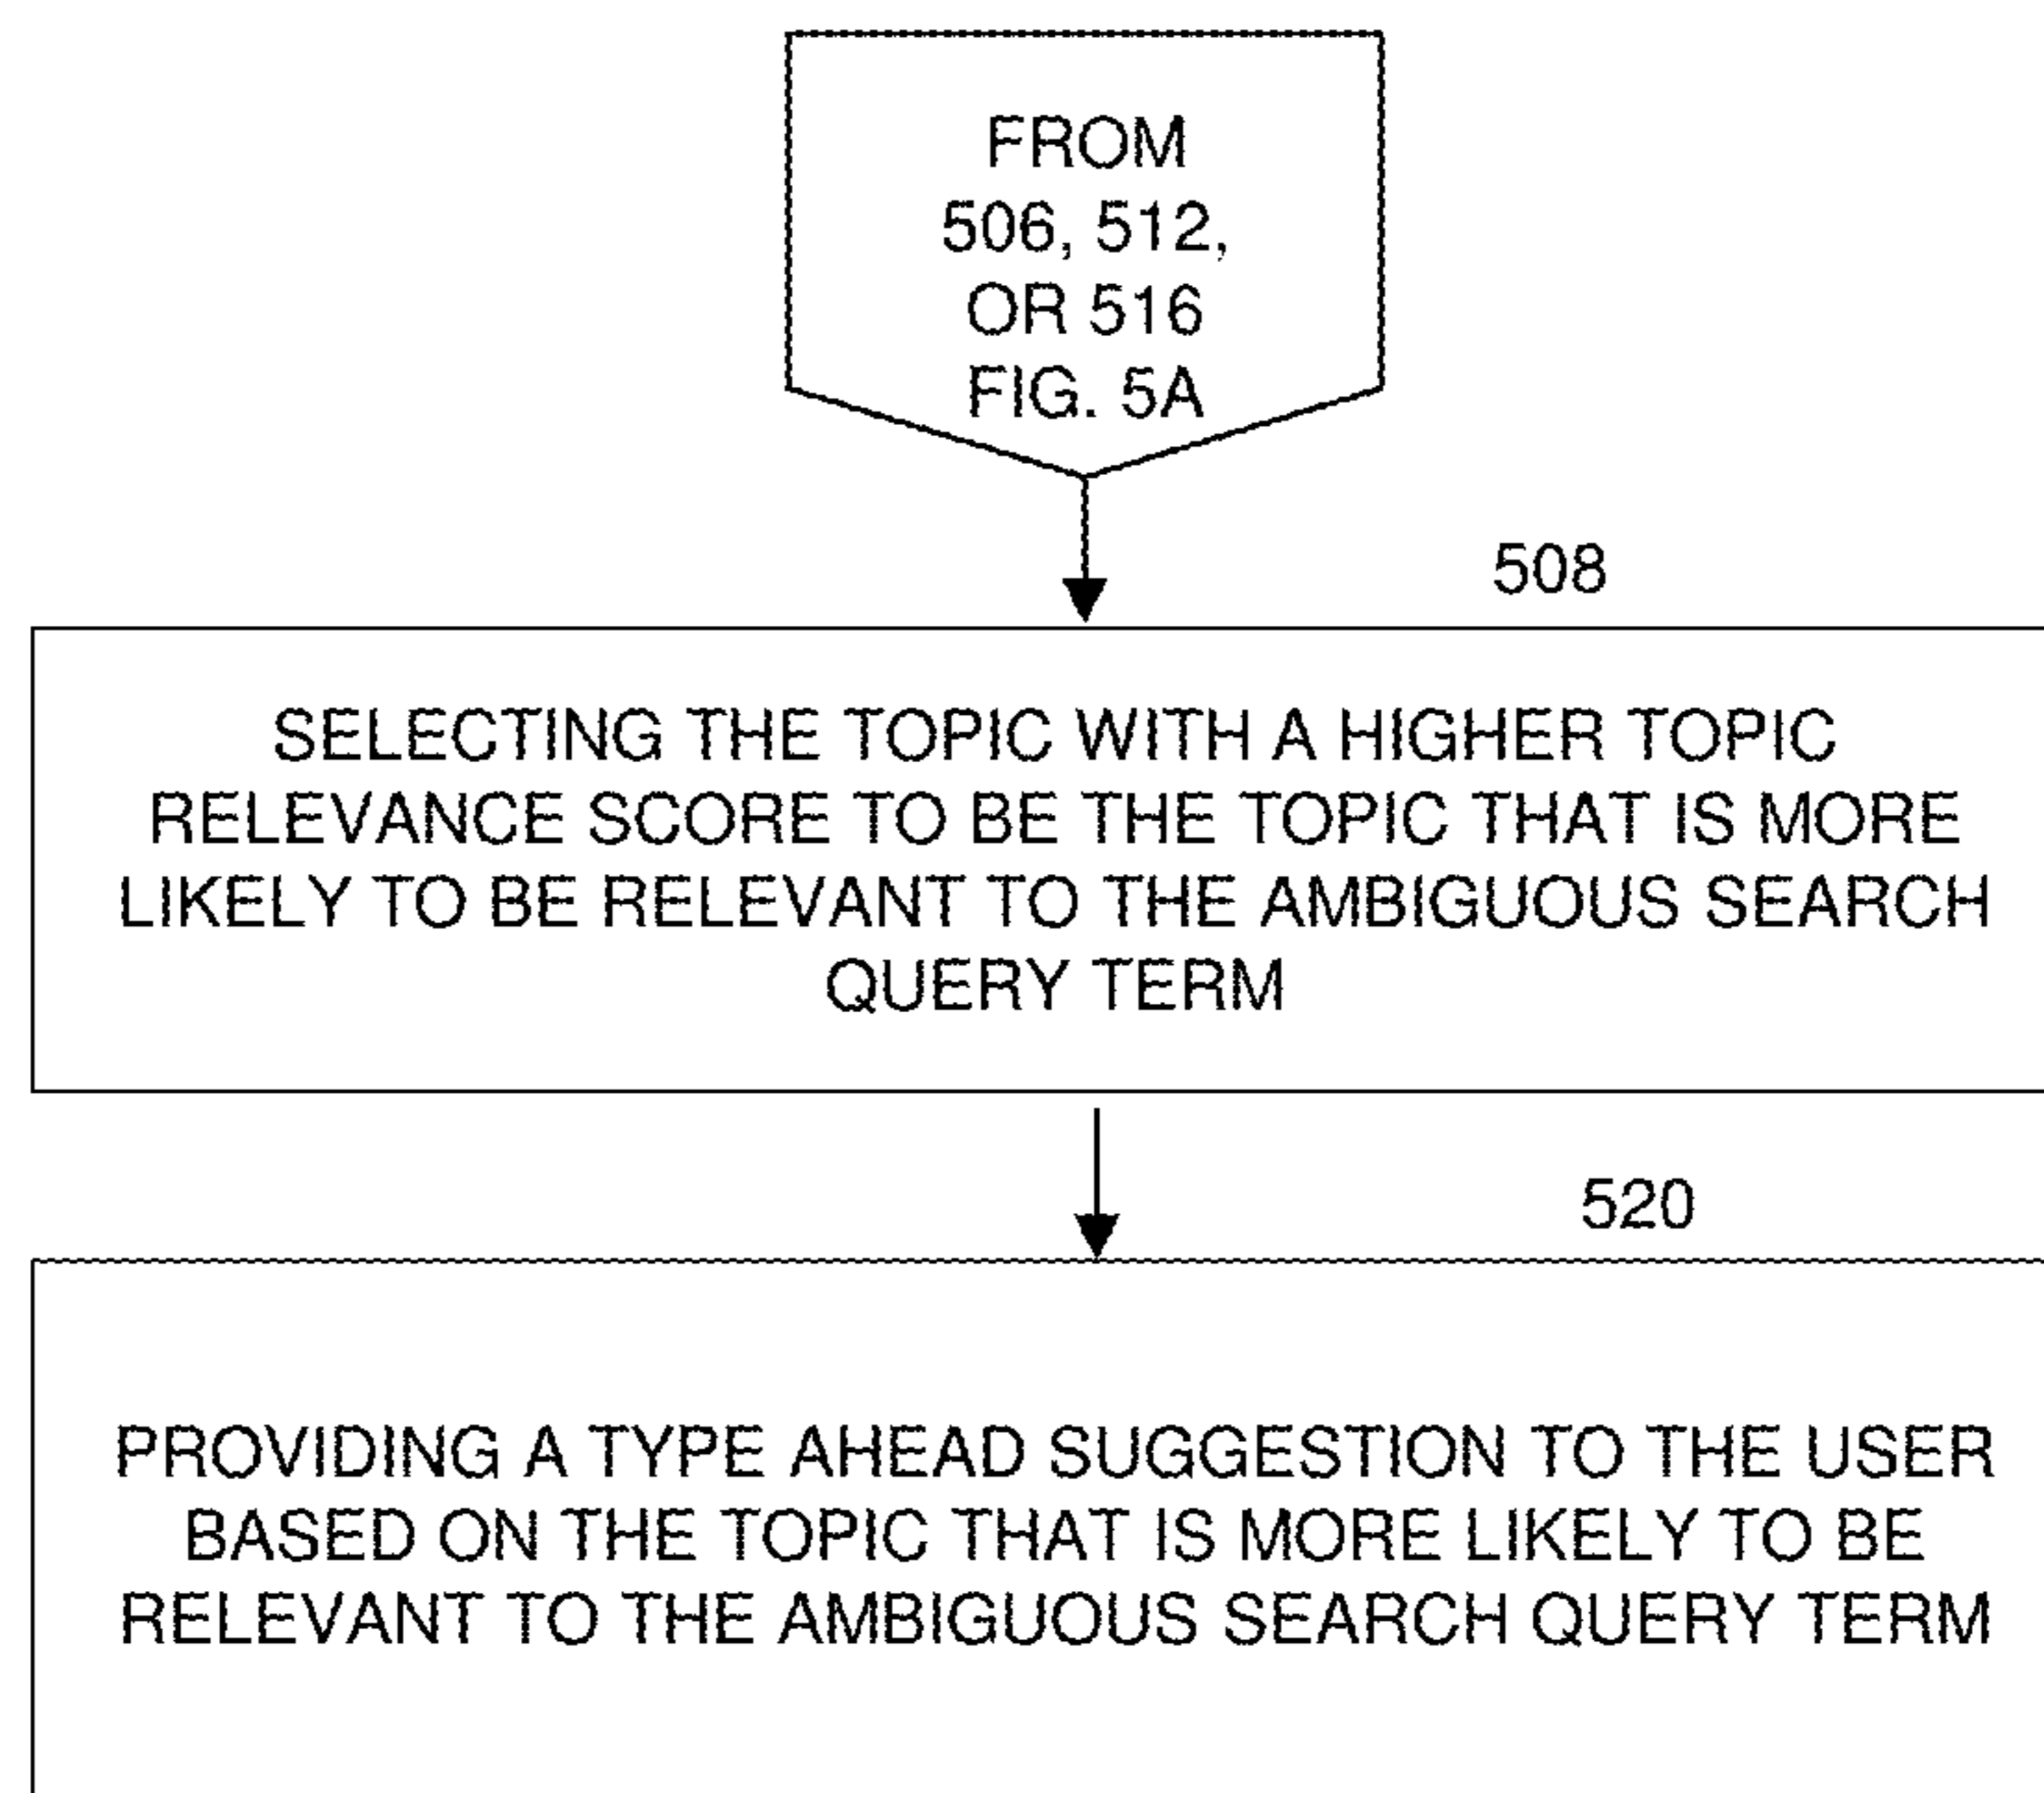 FROM
506, 512,
OR 516
FIG. 5A
508
SELECTING THE TOPIC WITH A HIGHER TOPIC
RELEVANCE SCORE TO BE THE TOPIC THAT IS MORE
LIKELY TO BE RELEVANT TO THE AMBIGUOUS SEARCH
QUERY TERM
520
PROVIDING A TYPE AHEAD SUGGESTION TO THE USER
BASED ON THE TOPIC THAT IS MORE LIKELY TO BE
RELEVANT TO THE AMBIGUOUS SEARCH QUERY TERM